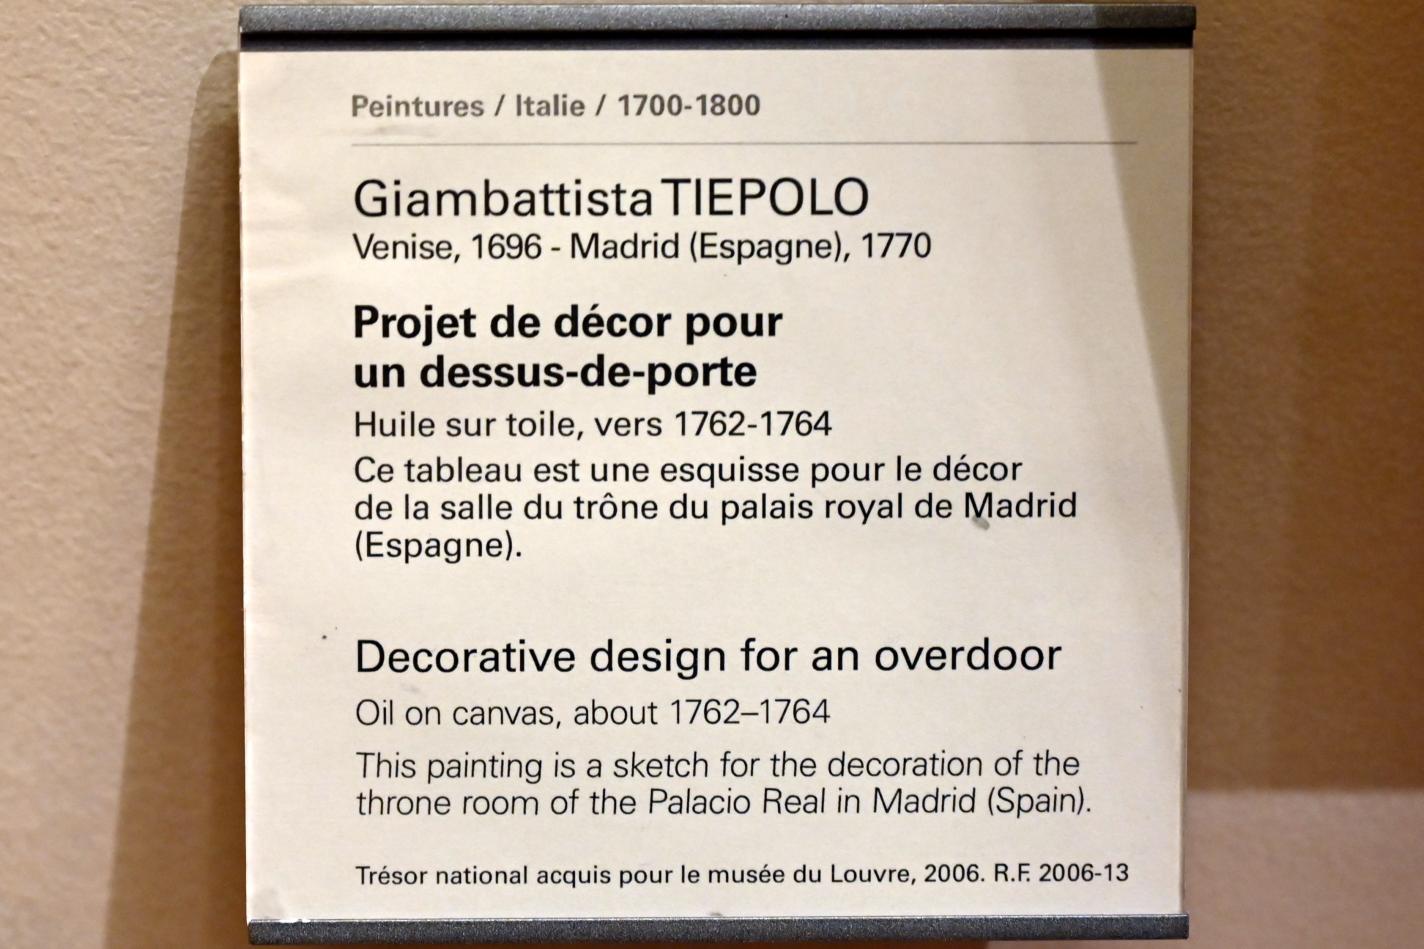 Peintures / Italie / 1700-1800
Giambattista TIEPOLO
Venise, 1696 - Madrid (Espagne), 1770
Projet de décor pour
un dessus-de-porte
Huile sur toile, vers 1762-1764
Ce tableau est une esquisse pour le décor
de la salle du trône du palais royal de Madrid
(Espagne).
Decorative design for an overdoor
Oil on canvas, about 1762–1764
This painting is a sketch for the decoration of the
throne room of the Palacio Real in Madrid (Spain).
Trésor national acquis pour le musée du Louvre, 2006. R.F. 2006-13